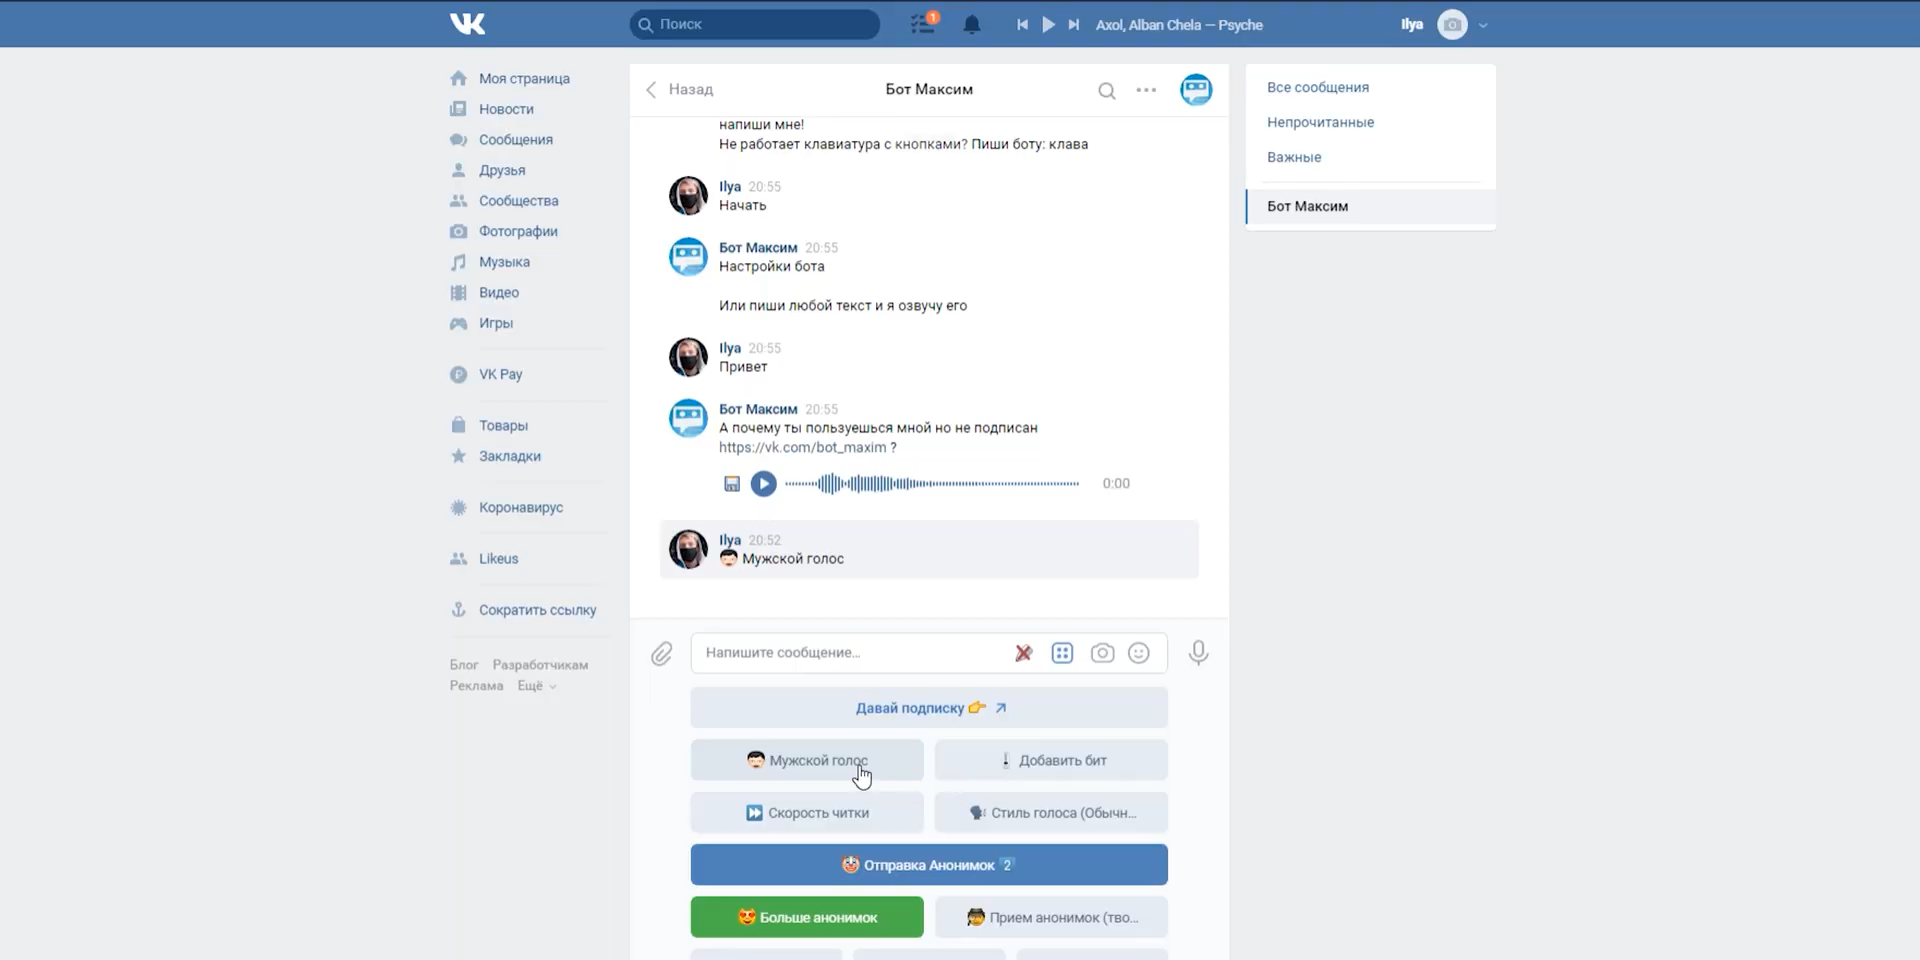 Поиск
1
Axol, Alban Chela — Psyche
Ilya
Моя страница
Новости
Сообщения
Друзья
Сообщества
Фотографии
Музыка
Видео
Игры
VK Pay
Товары
Закладки
Коронавирус
Likeus
Сократить ссылку
Блог Разработчикам
Реклама Ещё
Назад
Бот Максим
напиши мне!
Не работает клавиатура с кнопками? Пиши боту: клава
Ilya 20:55
Начать
Бот Максим 20:55
Настройки бота
Или пиши любой текст и я озвучу его
Ilya 20:55
Привет
Бот Максим 20:55
А почему ты пользуешься мной но не подписан
https://vk.com/bot_maxim ?
0:00
Ilya 20:52
Мужской голос
Напишите сообщение...
Давай подписку
Мужской голос
Добавить бит
Скорость читки
Стиль голоса (Обычн...
Отправка Анонимок 2
Больше анонимок
Прием анонимок (тво...
Все сообщения
Непрочитанные
Важные
Бот Максим